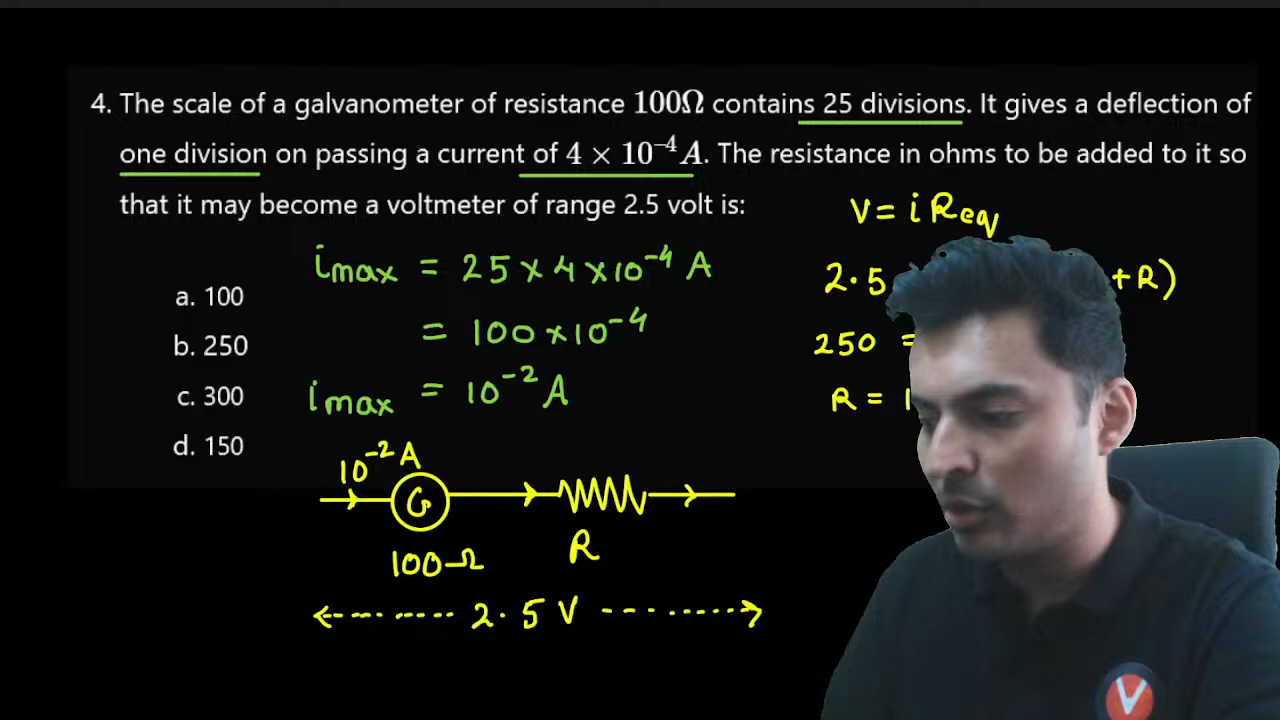 4. The scale of a galvanometer of resistance 100Ω contains 25 divisions. It gives a deflection of
one division on passing a current of 4 × 10⁻⁴ A. The resistance in ohms to be added to it so
that it may become a voltmeter of range 2.5 volt is:
a. 100
b. 250
c. 300
d. 150
imax = 25 × 4 × 10⁻⁴ A
= 100 × 10⁻⁴
imax = 10⁻² A
V = i Req
2.5 + R)
250 =
R = 1
10⁻² A
G
100 Ω
R
2.5 V
V